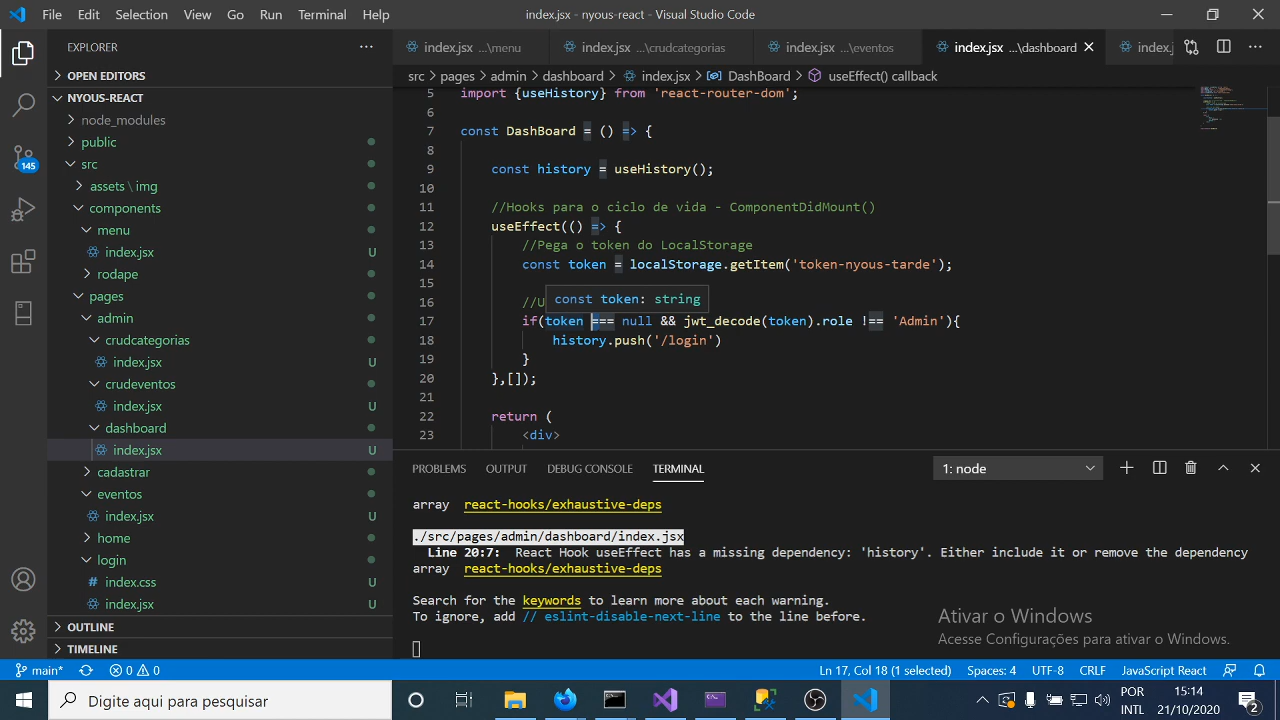 File Edit Selection View Go Run Terminal Help index.jsx - nyous-react - Visual Studio Code
EXPLORER
OPEN EDITORS
NYOUS-REACT
node_modules
public
src
assets \ img
components
menu
index.jsx U
rodape
pages
admin
crudcategorias
index.jsx U
crudeventos
index.jsx U
dashboard
index.jsx U
cadastrar
eventos
index.jsx U
home
login
index.css U
index.jsx U
OUTLINE
TIMELINE
145
index.jsx ...\menu index.jsx ...\crudcategorias index.jsx ...\eventos index.jsx ...\dashboard index.j
src > pages > admin > dashboard > index.jsx > DashBoard > useEffect() callback
5 import {useHistory} from 'react-router-dom';
6
7 const DashBoard = () => {
8
9 const history = useHistory();
10
11 //Hooks para o ciclo de vida - ComponentDidMount()
12 useEffect(() => {
13 //Pega o token do LocalStorage
14 const token = localStorage.getItem('token-nyous-tarde');
15
const token: string
16 //U
17 if(token === null && jwt_decode(token).role !== 'Admin'){
18 history.push('/login')
19 }
20 },[]);
21
22 return (
23 <div>
PROBLEMS OUTPUT DEBUG CONSOLE TERMINAL 1: node
array react-hooks/exhaustive-deps
./src/pages/admin/dashboard/index.jsx
Line 20:7: React Hook useEffect has a missing dependency: 'history'. Either include it or remove the dependency
array react-hooks/exhaustive-deps
Search for the keywords to learn more about each warning.
To ignore, add // eslint-disable-next-line to the line before.
Ativar o Windows
Acesse Configurações para ativar o Windows.
main* 0 0 Ln 17, Col 18 (1 selected) Spaces: 4 UTF-8 CRLF JavaScript React
Digite aqui para pesquisar
POR
INTL
15:14
21/10/2020
2